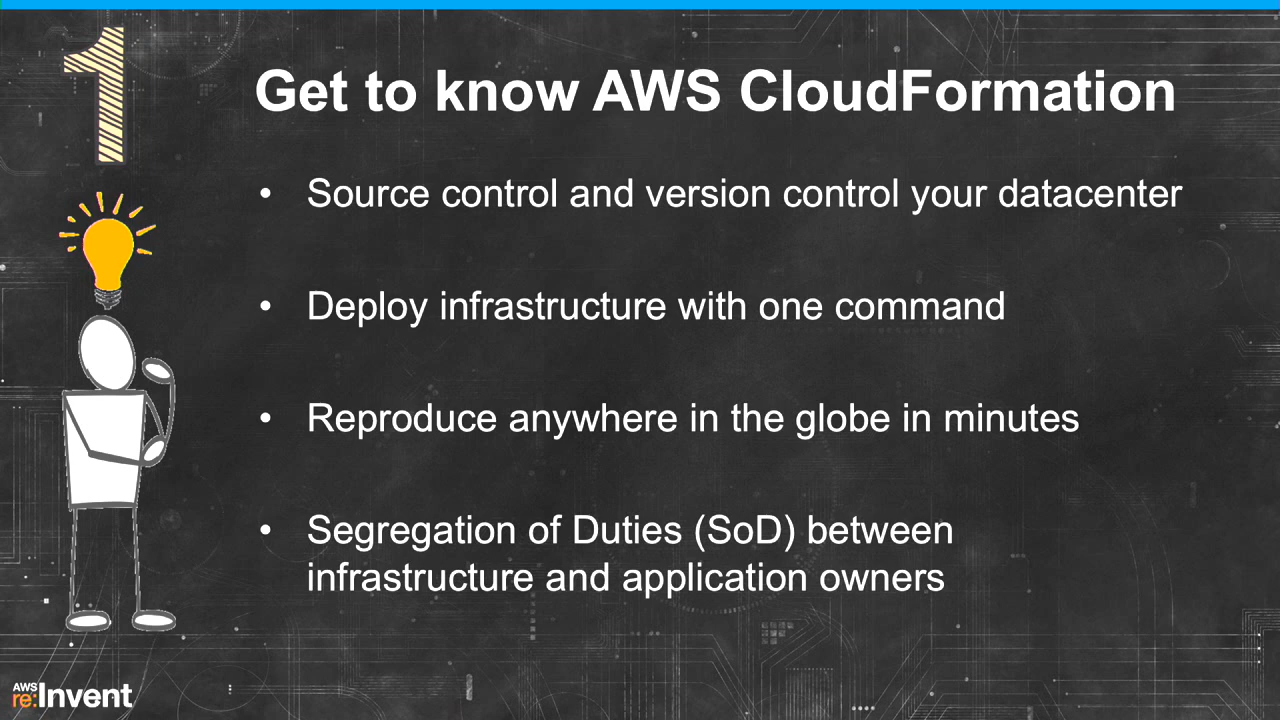 1
Get to know AWS CloudFormation
• Source control and version control your datacenter
• Deploy infrastructure with one command
• Reproduce anywhere in the globe in minutes
• Segregation of Duties (SoD) between
infrastructure and application owners
AWS
re:Invent